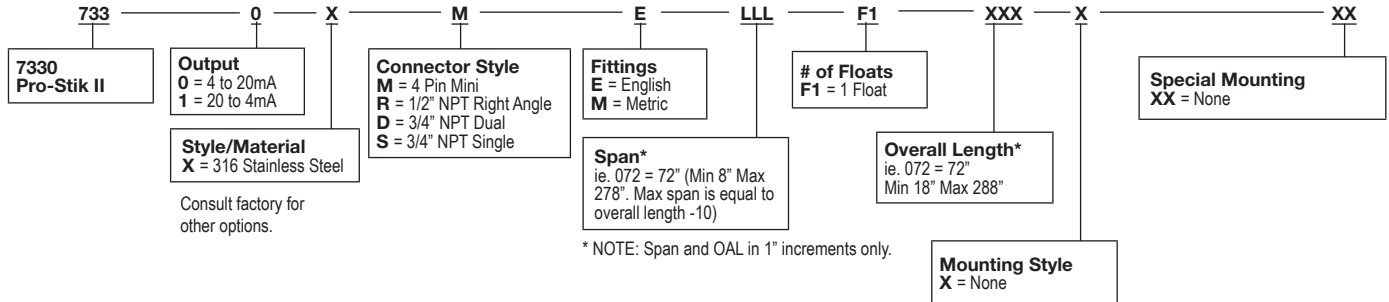 733 0 X M E LLL F1 XXX X XX
7330
Pro-Stik II
Output
0 = 4 to 20mA
1 = 20 to 4mA
Style/Material
X = 316 Stainless Steel
Consult factory for
other options.
Connector Style
M = 4 Pin Mini
R = 1/2" NPT Right Angle
D = 3/4" NPT Dual
S = 3/4" NPT Single
Fittings
E = English
M = Metric
Span*
ie. 072 = 72" (Min 8" Max
278". Max span is equal to
overall length -10)
* NOTE: Span and OAL in 1" increments only.
# of Floats
F1 = 1 Float
Overall Length*
ie. 072 = 72"
Min 18" Max 288"
Mounting Style
X = None
Special Mounting
XX = None